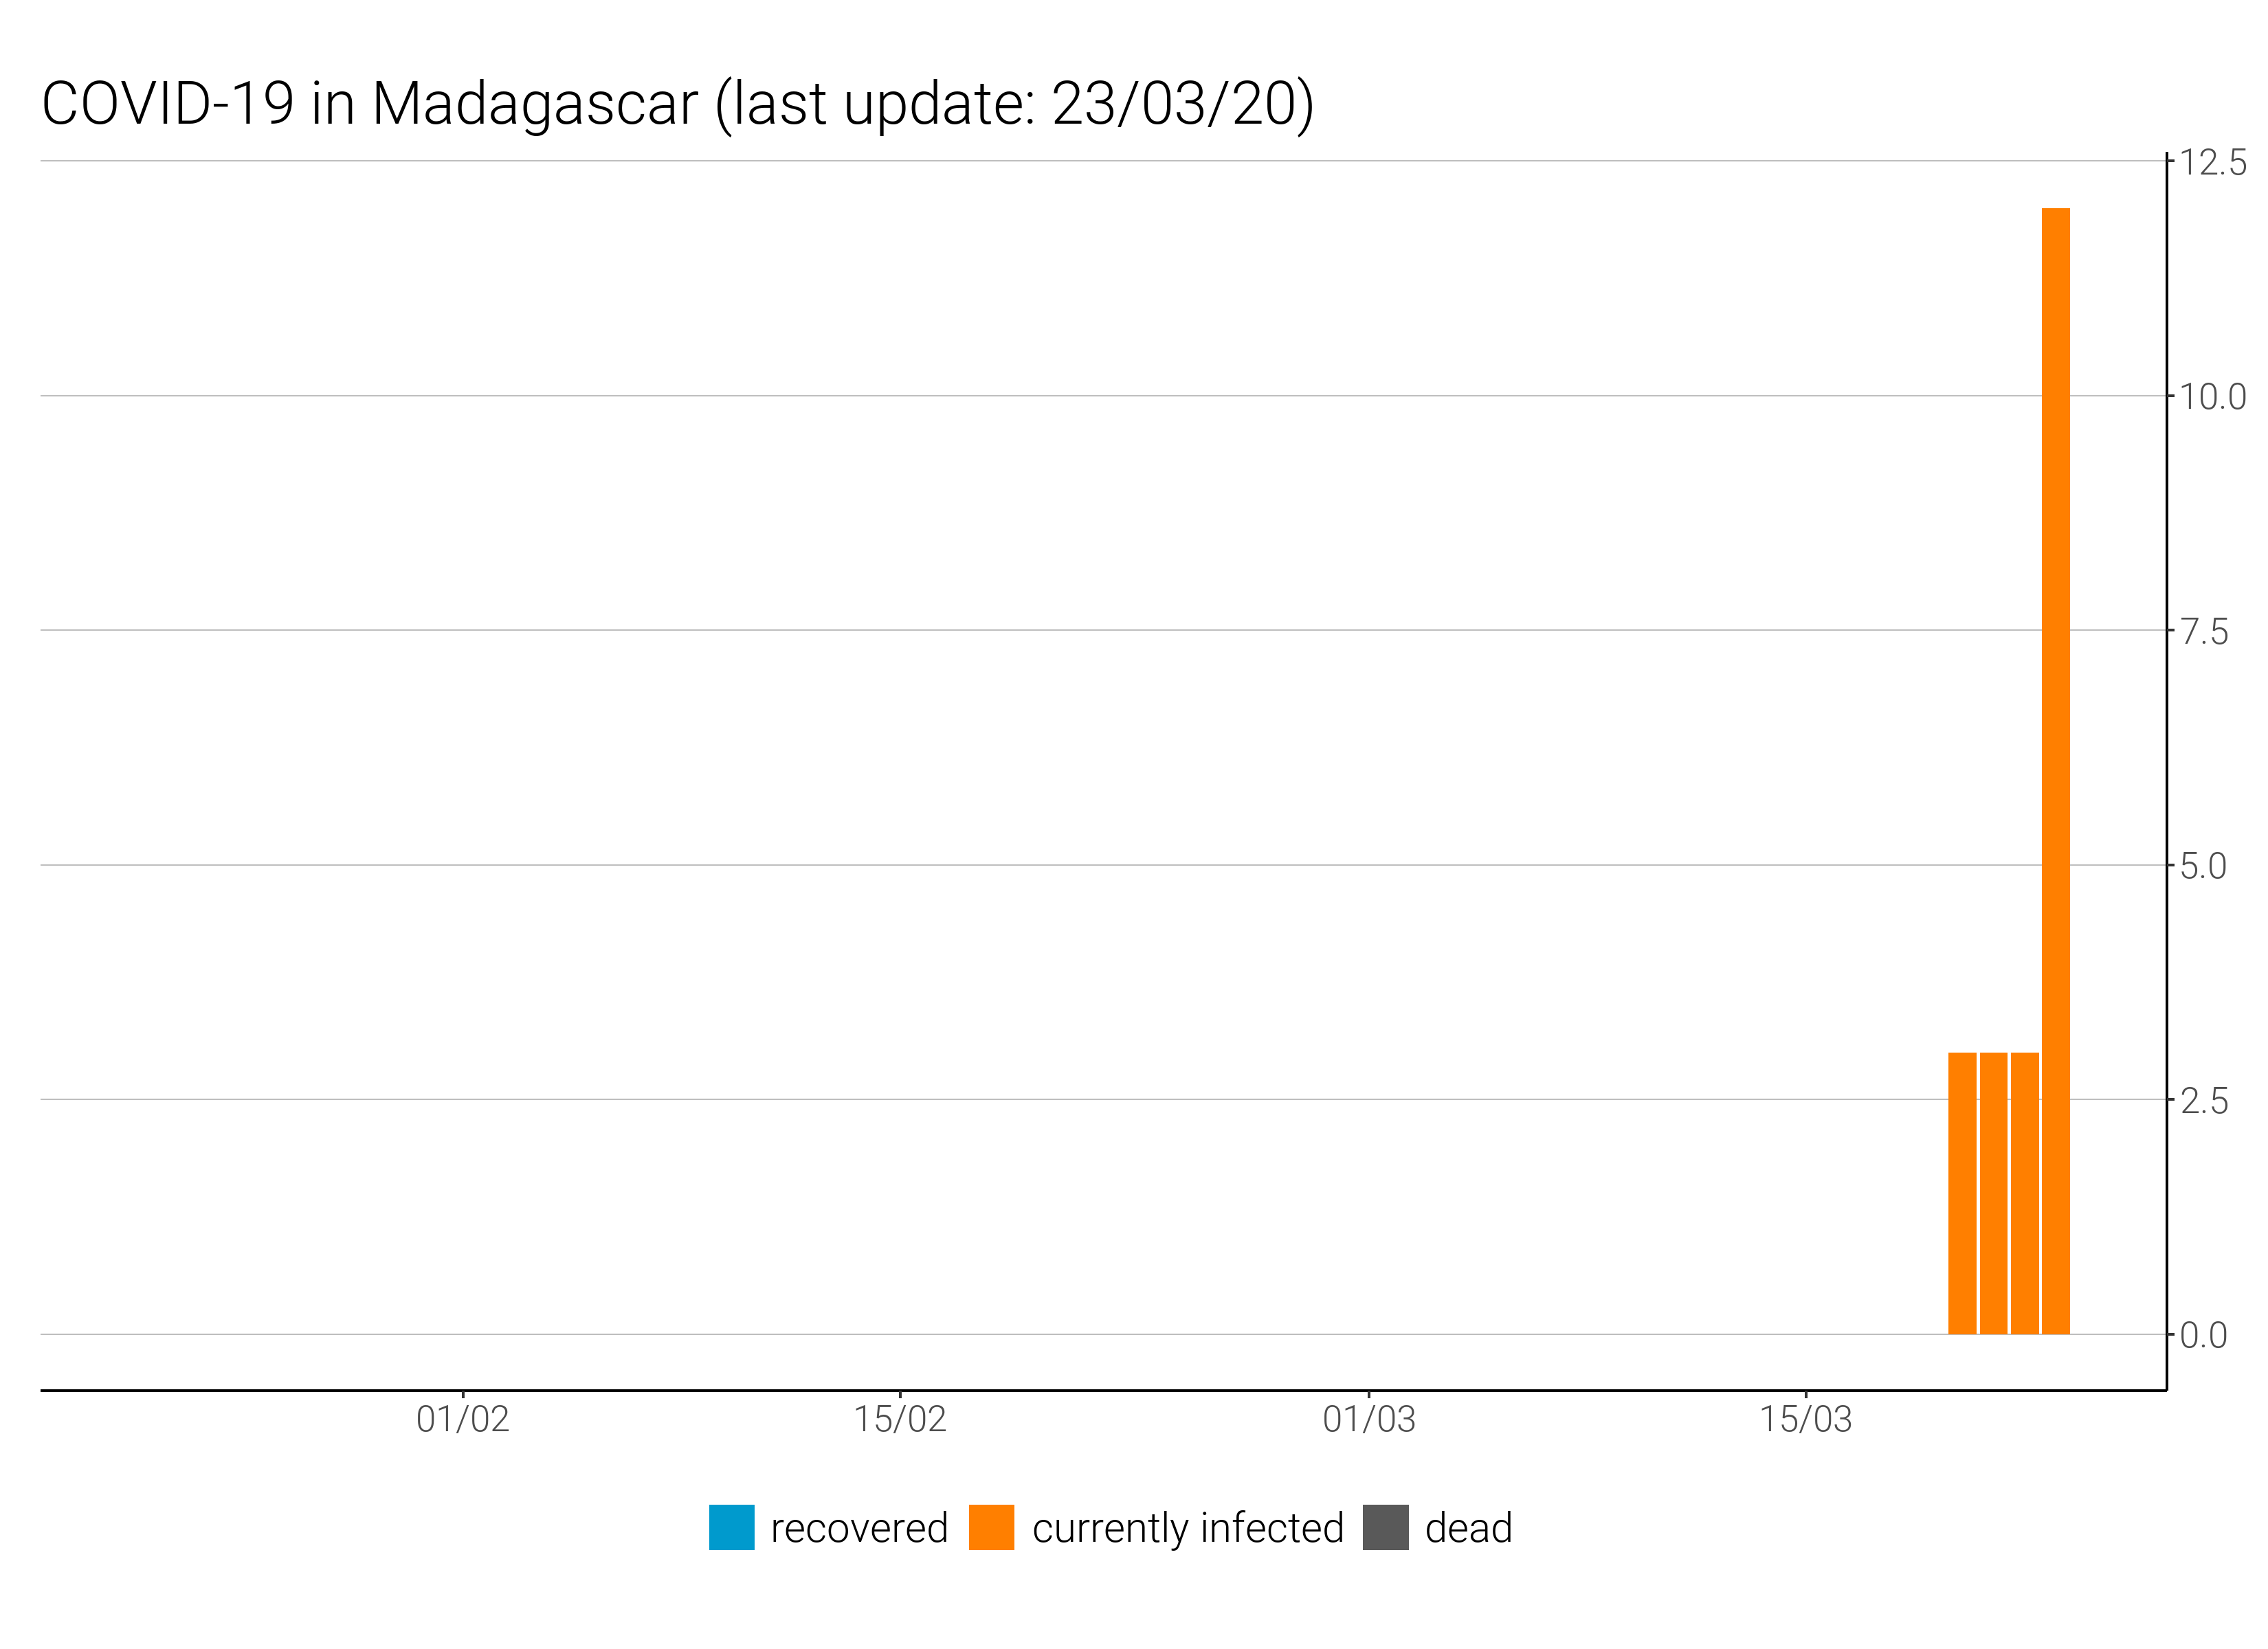 COVID-19 in Madagascar (last update: 23/03/20)
12.5
10.0
7.5
5.0
2.5
0.0
01/02 15/02 01/03 15/03
recovered currently infected dead